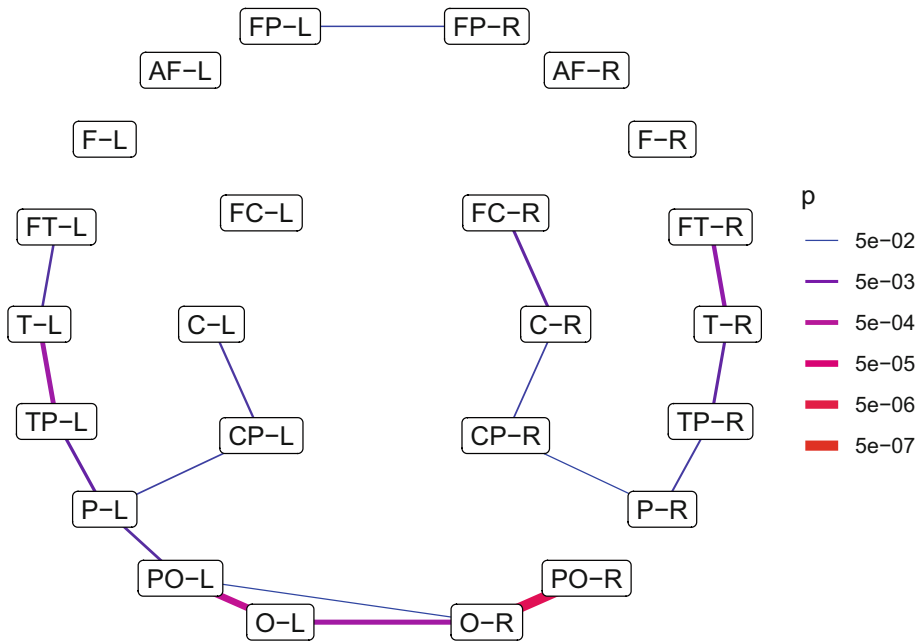 FP−L FP−R
AF−L AF−R
F−L F−R
FT−L FC−L FC−R FT−R
T−L C−L C−R T−R
TP−L CP−L CP−R TP−R
P−L P−R
PO−L PO−R
O−L O−R
p
5e−02
5e−03
5e−04
5e−05
5e−06
5e−07